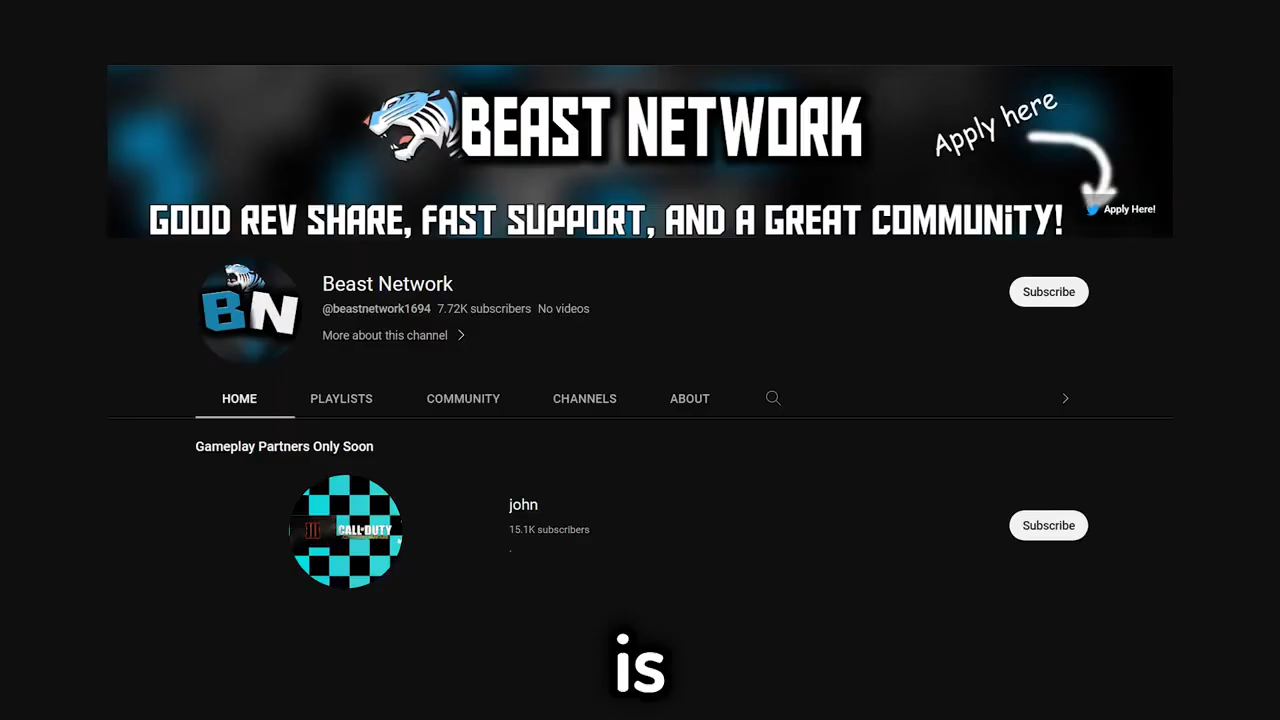 BEAST NETWORK
Apply here
GOOD REV SHARE, FAST SUPPORT, AND A GREAT COMMUNITY!
Apply Here!
BN
Beast Network
Subscribe
@beastnetwork1694 7.72K subscribers No videos
More about this channel
HOME PLAYLISTS COMMUNITY CHANNELS ABOUT
Gameplay Partners Only Soon
III CALL OF DUTY
john
15.1K subscribers
Subscribe
.
is